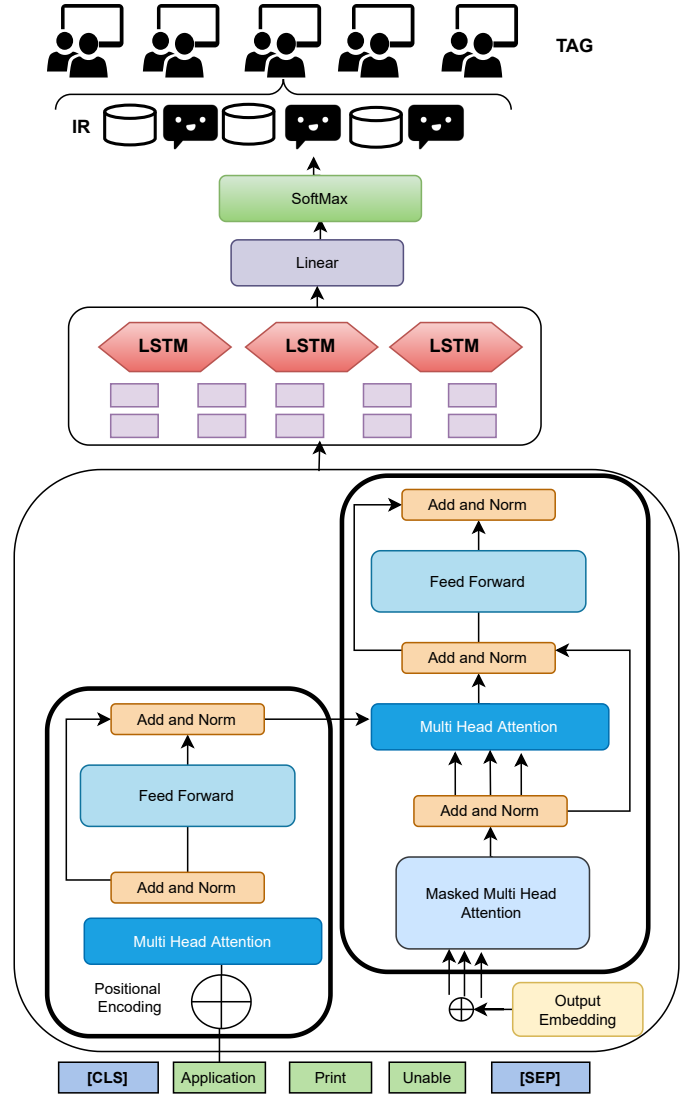 TAG
IR
SoftMax
Linear
LSTM LSTM LSTM
Add and Norm
Feed Forward
Add and Norm
Multi Head Attention
Add and Norm
Masked Multi Head
Attention
Output
Embedding
Add and Norm
Feed Forward
Add and Norm
Multi Head Attention
Positional
Encoding
[CLS] Application Print Unable [SEP]